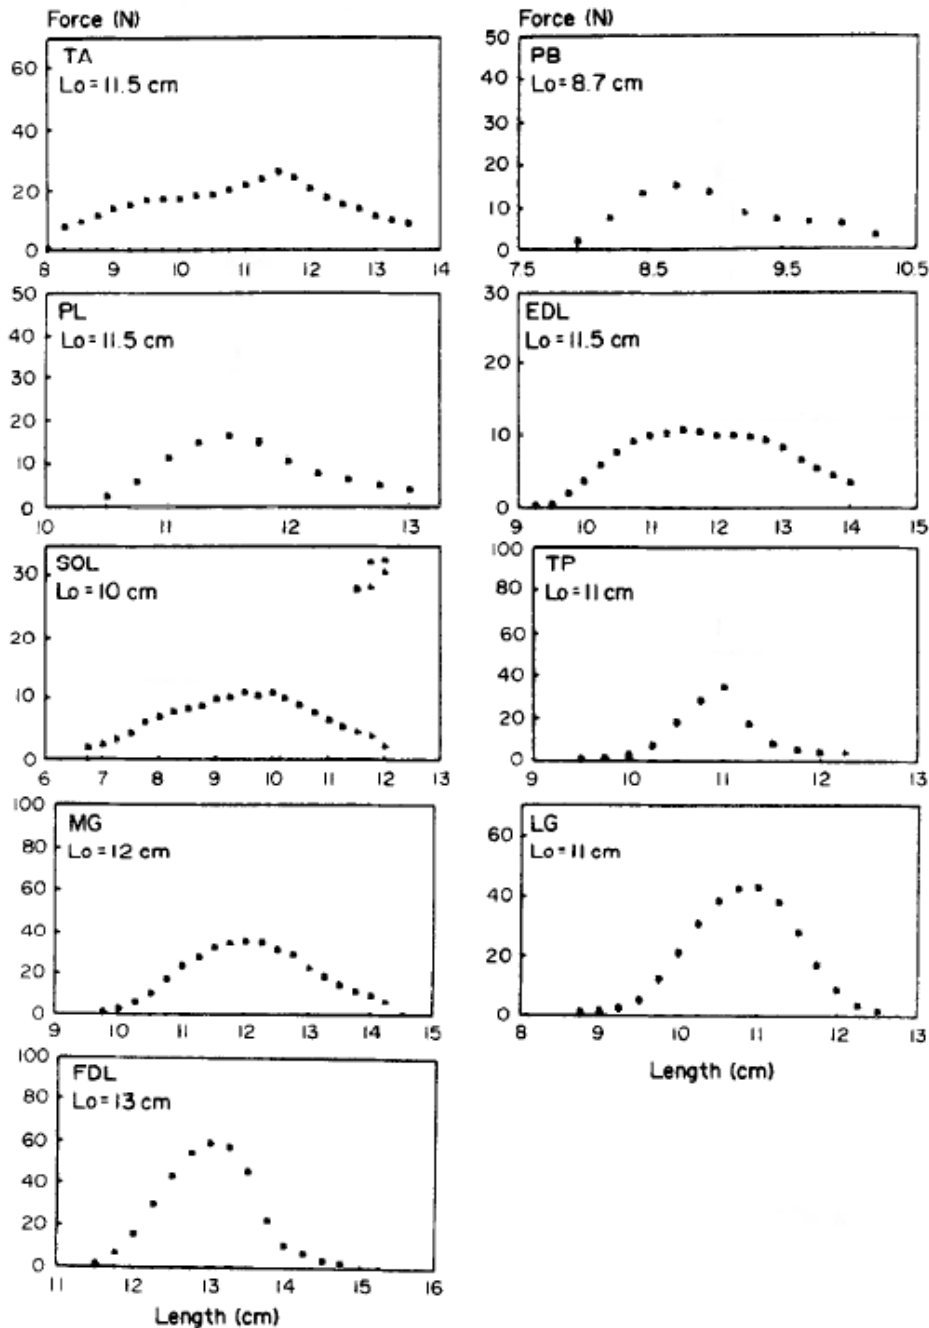 Force (N)
TA
Lo = 11.5 cm
60
40
20
0
8 9 10 11 12 13 14
Force (N)
PB
Lo = 8.7 cm
50
40
30
20
10
0
7.5 8.5 9.5 10.5
PL
Lo = 11.5 cm
50
40
30
20
10
0
10 11 12 13
EDL
Lo = 11.5 cm
30
20
10
0
9 10 11 12 13 14 15
SOL
Lo = 10 cm
30
20
10
0
6 7 8 9 10 11 12 13
TP
Lo = 11 cm
100
80
60
40
20
0
9 10 11 12 13
MG
Lo = 12 cm
100
80
60
40
20
0
9 10 11 12 13 14 15
LG
Lo = 11 cm
60
40
20
0
8 9 10 11 12 13
Length (cm)
FDL
Lo = 13 cm
100
80
60
40
20
0
11 12 13 14 15 16
Length (cm)